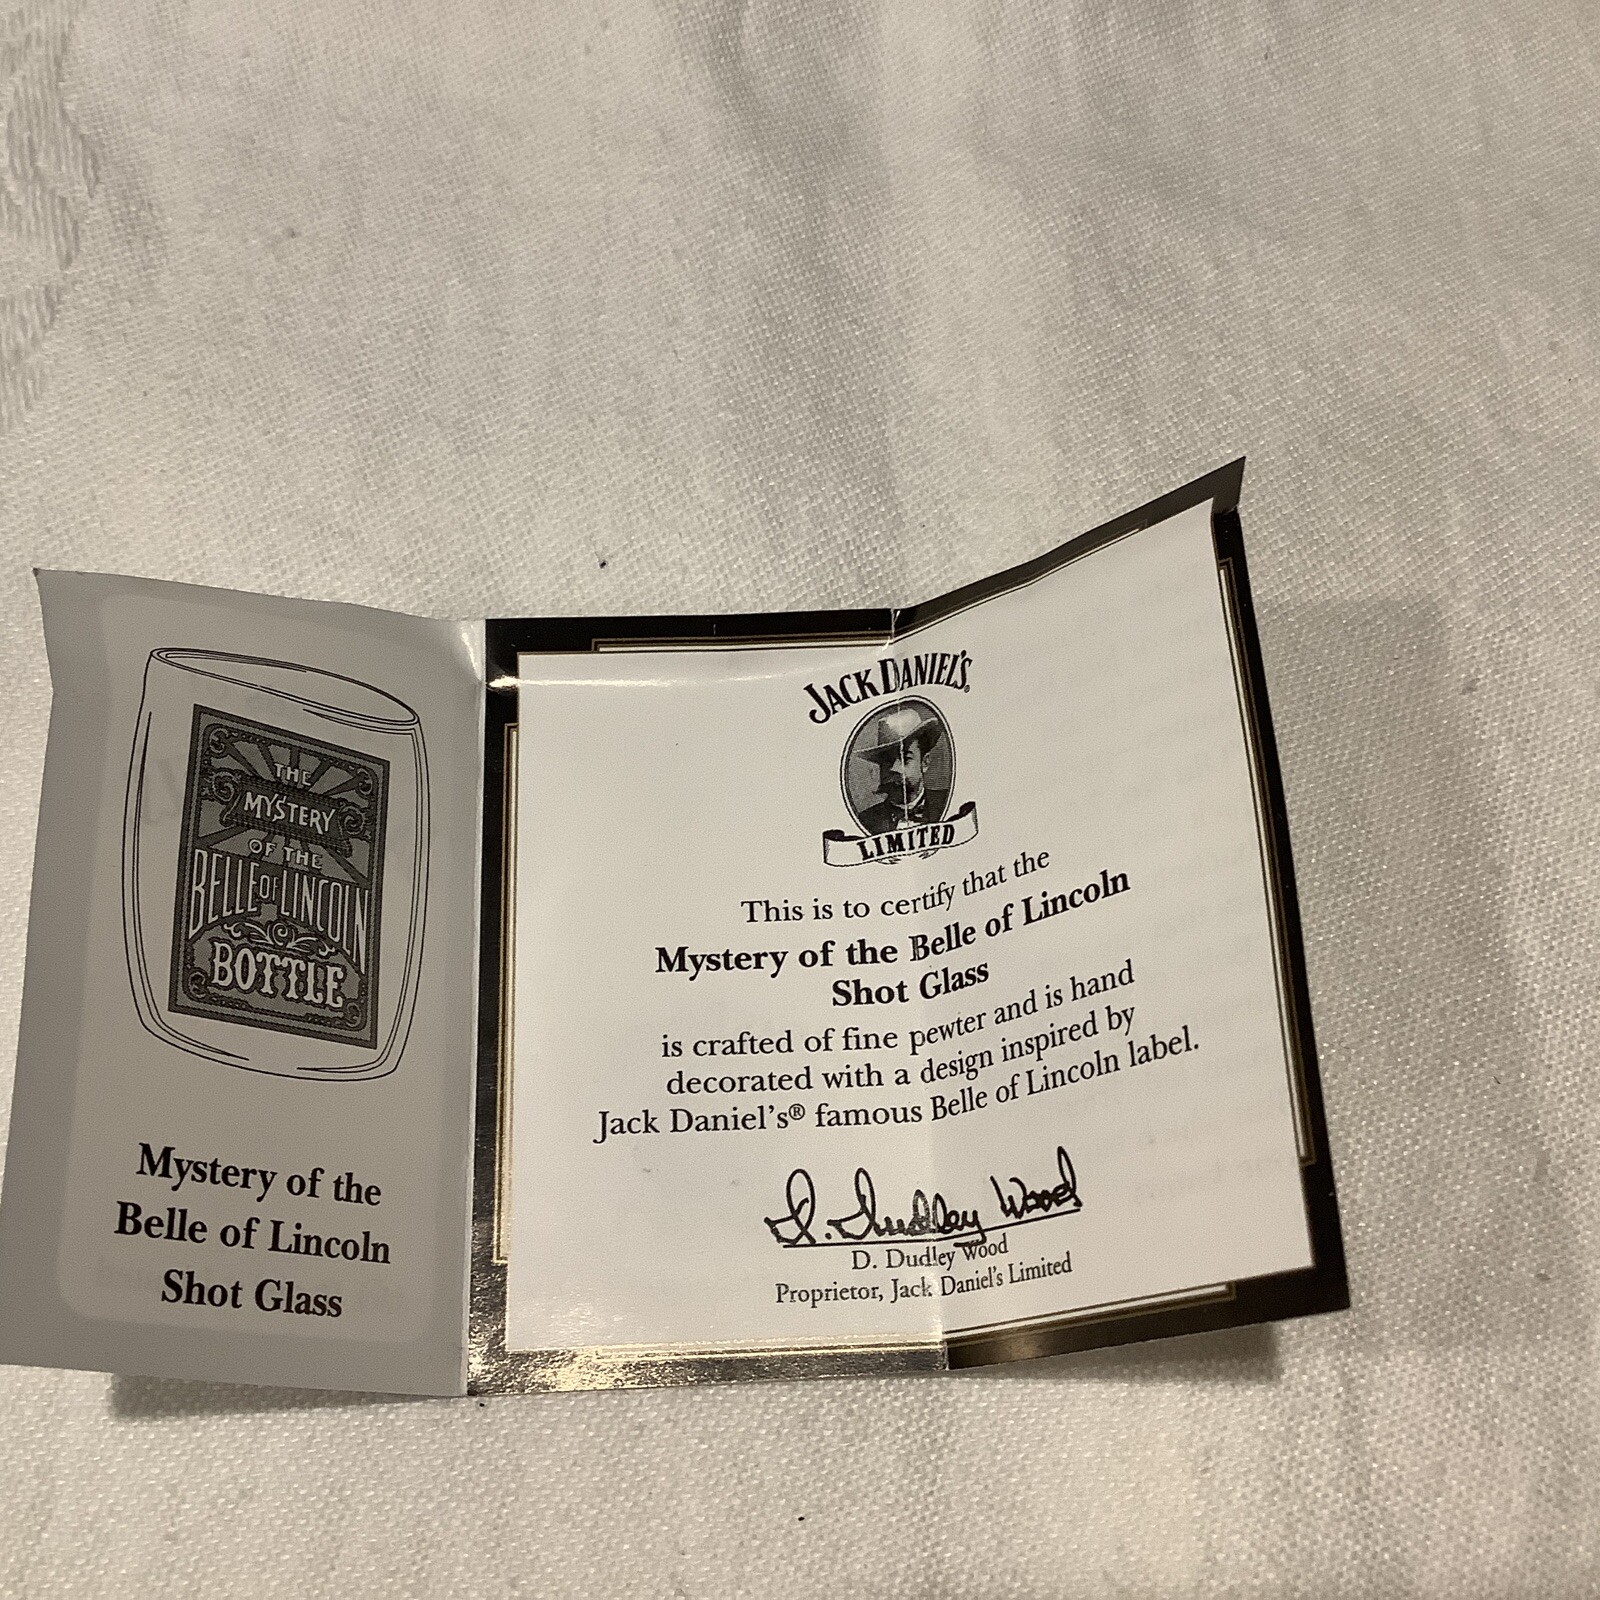 THE
MYSTERY
OF THE
BELLE OF LINCOLN
BOTTLE
Mystery of the
Belle of Lincoln
Shot Glass
JACK DANIEL'S
LIMITED
This is to certify that the
Mystery of the Belle of Lincoln
Shot Glass
is crafted of fine pewter and is hand
decorated with a design inspired by
Jack Daniel's® famous Belle of Lincoln label.
D. Dudley Wood
D. Dudley Wood
Proprietor, Jack Daniel's Limited